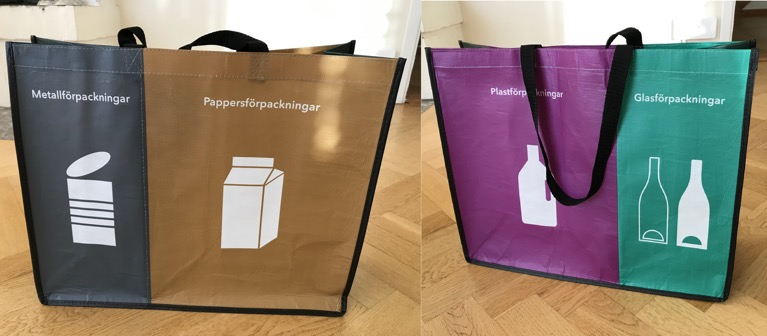 Metallförpackningar
Pappersförpackningar
Plastförpackningar
Glasförpackningar